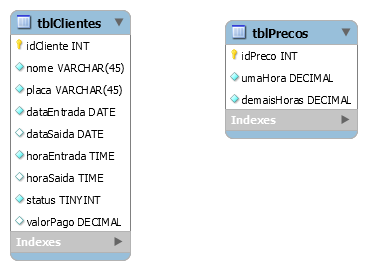 tblClientes
idCliente INT
nome VARCHAR(45)
placa VARCHAR(45)
dataEntrada DATE
dataSaida DATE
horaEntrada TIME
horaSaida TIME
status TINYINT
valorPago DECIMAL
Indexes
tblPrecos
idPreco INT
umaHora DECIMAL
demaisHoras DECIMAL
Indexes